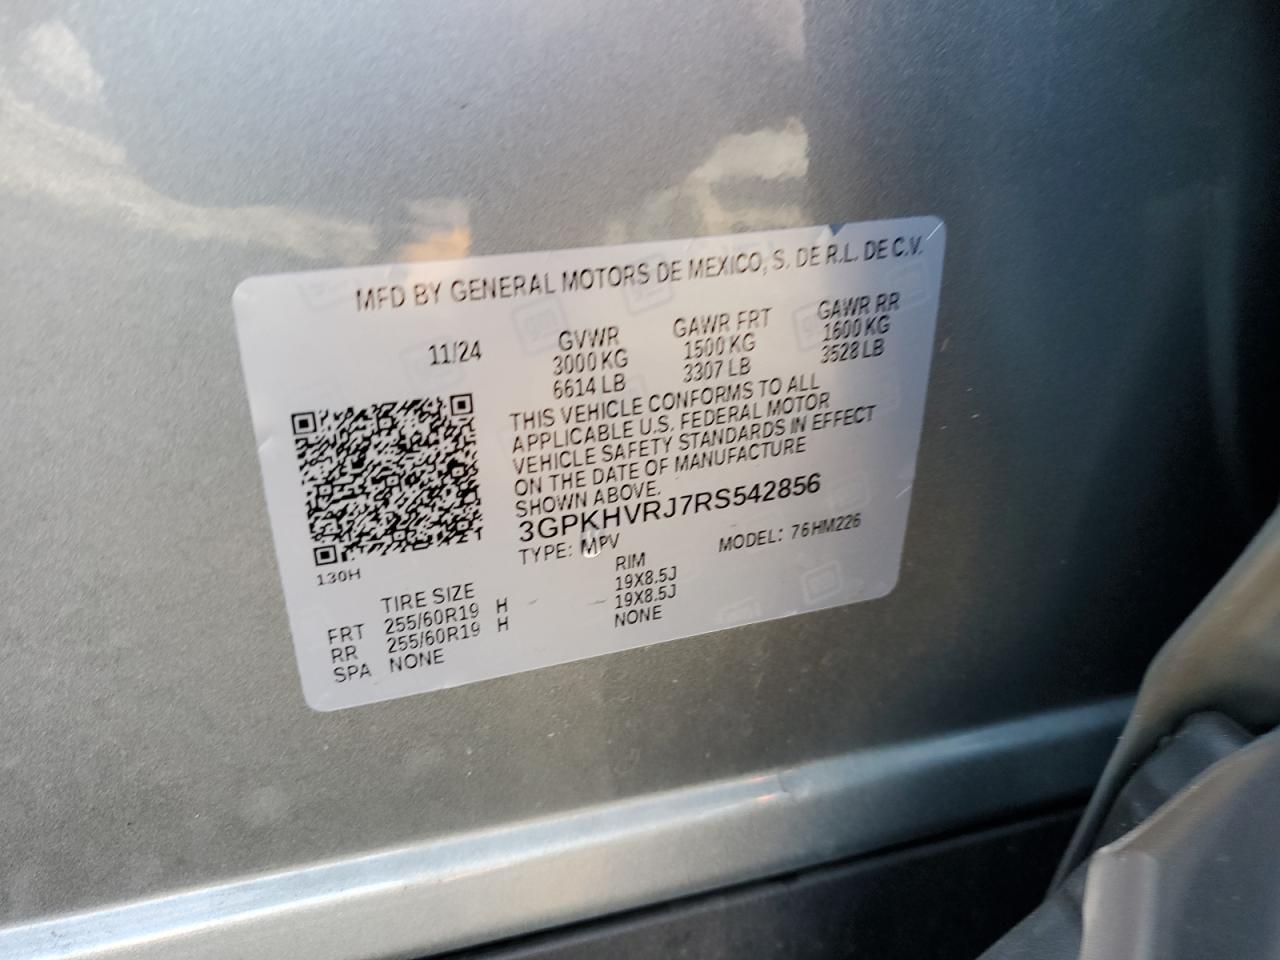 MFD BY GENERAL MOTORS DE MEXICO, S. DE R.L. DE C.V.
11/24 GVWR GAWR FRT GAWR RR
3000 KG 1500 KG 1600 KG
6614 LB 3307 LB 3528 LB
THIS VEHICLE CONFORMS TO ALL
APPLICABLE U.S. FEDERAL MOTOR
VEHICLE SAFETY STANDARDS IN EFFECT
ON THE DATE OF MANUFACTURE
SHOWN ABOVE.
3GPKHVRJ7RS542856
TYPE: MPV MODEL: 76HM226
130H
TIRE SIZE RIM
FRT 255/60R19 H 19X8.5J
RR 255/60R19 H 19X8.5J
SPA NONE NONE